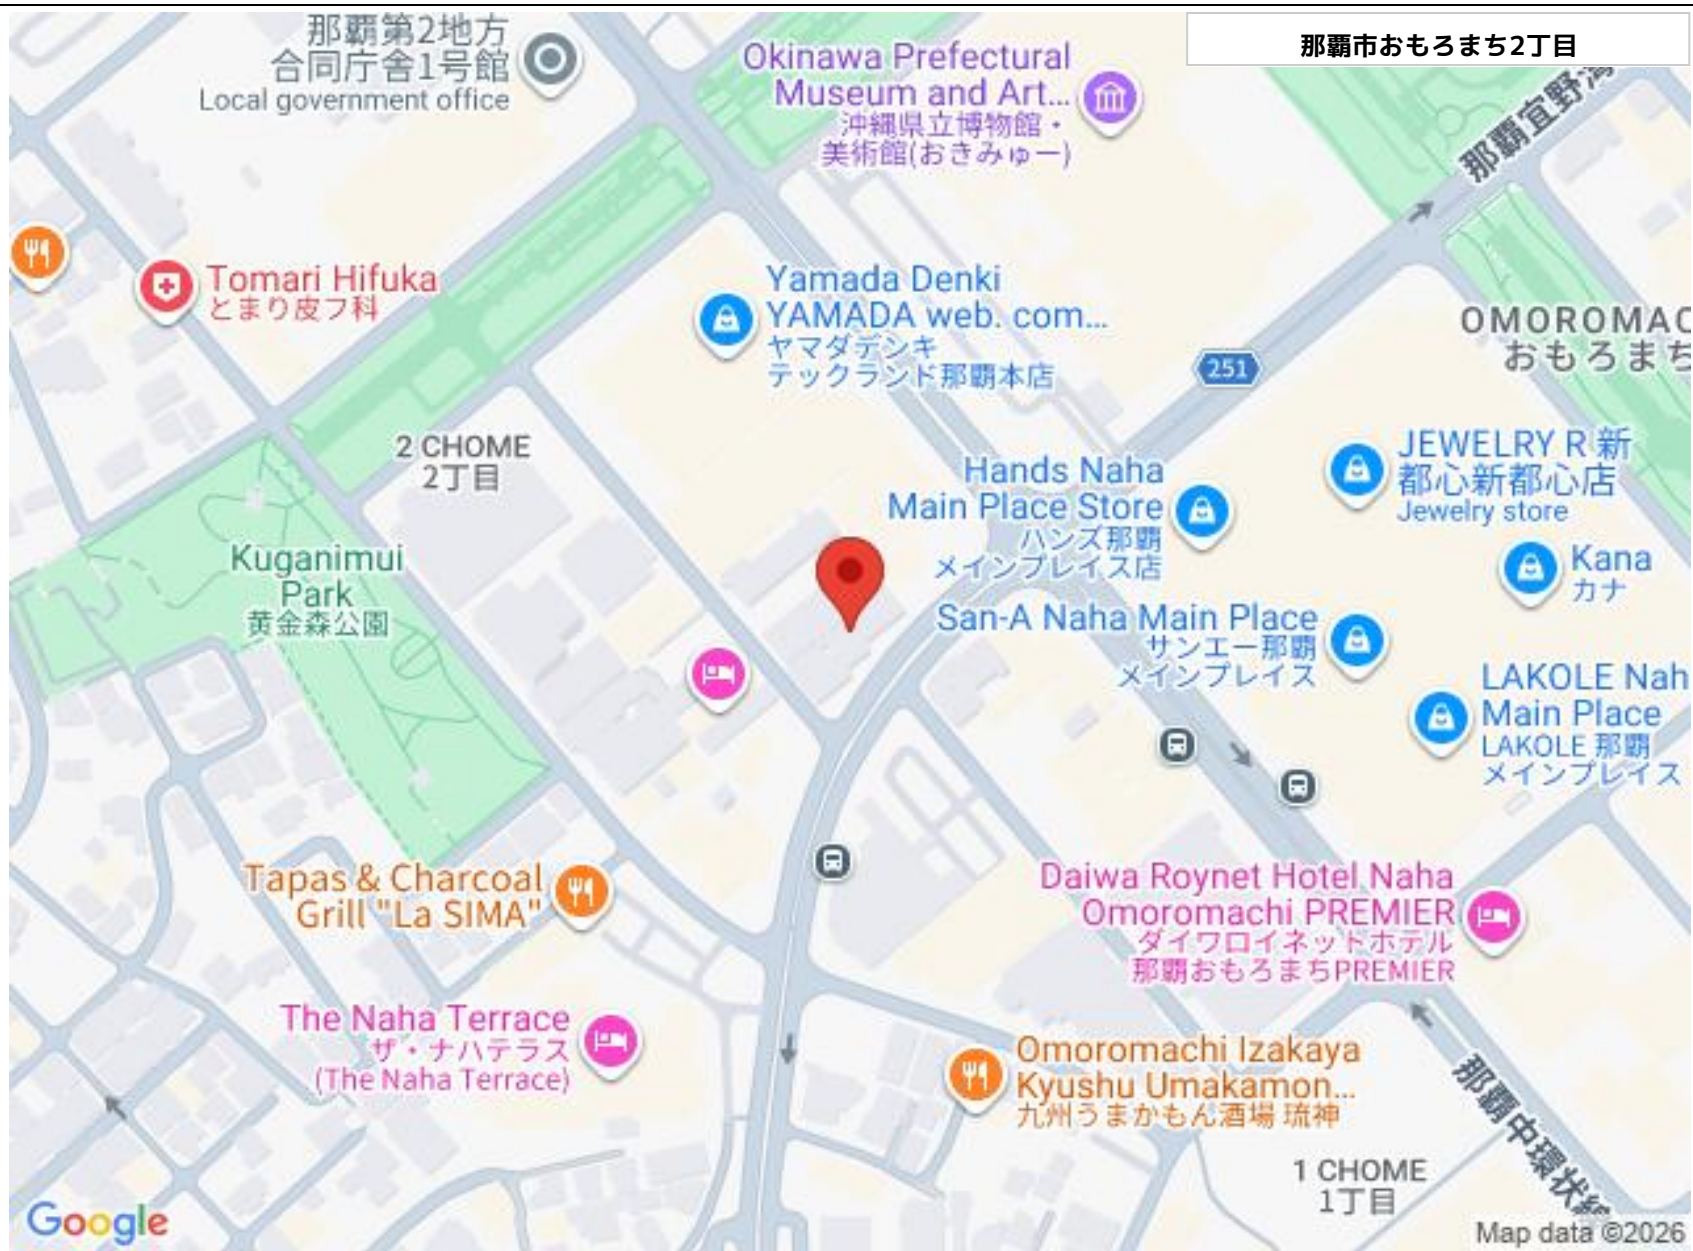 那覇市おもろまち2丁目
那覇第2地方
合同庁舎1号館
Local government office
Okinawa Prefectural
Museum and Art...
沖縄県立博物館・
美術館(おきみゅー)
那覇宜野湾
Tomari Hifuka
とまり皮フ科
Yamada Denki
YAMADA web. com...
ヤマダデンキ
テックランド那覇本店
251
OMOROMAC
おもろまち
2 CHOME
2丁目
JEWELRY R 新
都心新都心店
Jewelry store
Hands Naha
Main Place Store
ハンズ那覇
メインプレイス店
Kana
カナ
Kuganimui
Park
黄金森公園
San-A Naha Main Place
サンエー那覇
メインプレイス
LAKOLE Nah
Main Place
LAKOLE 那覇
メインプレイス
Tapas & Charcoal
Grill "La SIMA"
Daiwa Roynet Hotel Naha
Omoromachi PREMIER
ダイワロイネットホテル
那覇おもろまちPREMIER
The Naha Terrace
ザ・ナハテラス
(The Naha Terrace)
Omoromachi Izakaya
Kyushu Umakamon...
九州うまかもん酒場 琉神
那覇中環状線
1 CHOME
1丁目
Google
Map data ©2026